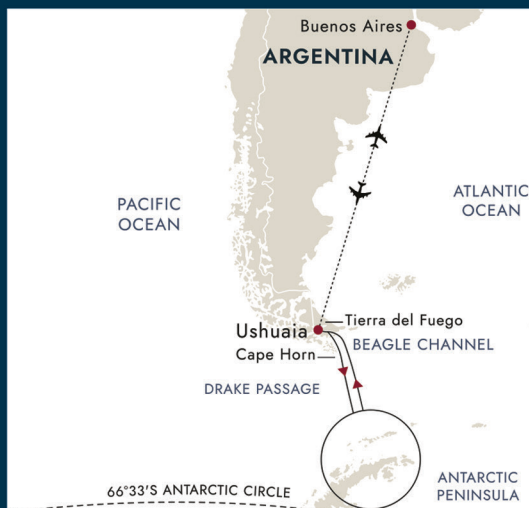 Buenos Aires
ARGENTINA
PACIFIC
OCEAN
ATLANTIC
OCEAN
Tierra del Fuego
Ushuaia
BEAGLE CHANNEL
Cape Horn
DRAKE PASSAGE
ANTARCTIC
PENINSULA
66°33'S ANTARCTIC CIRCLE